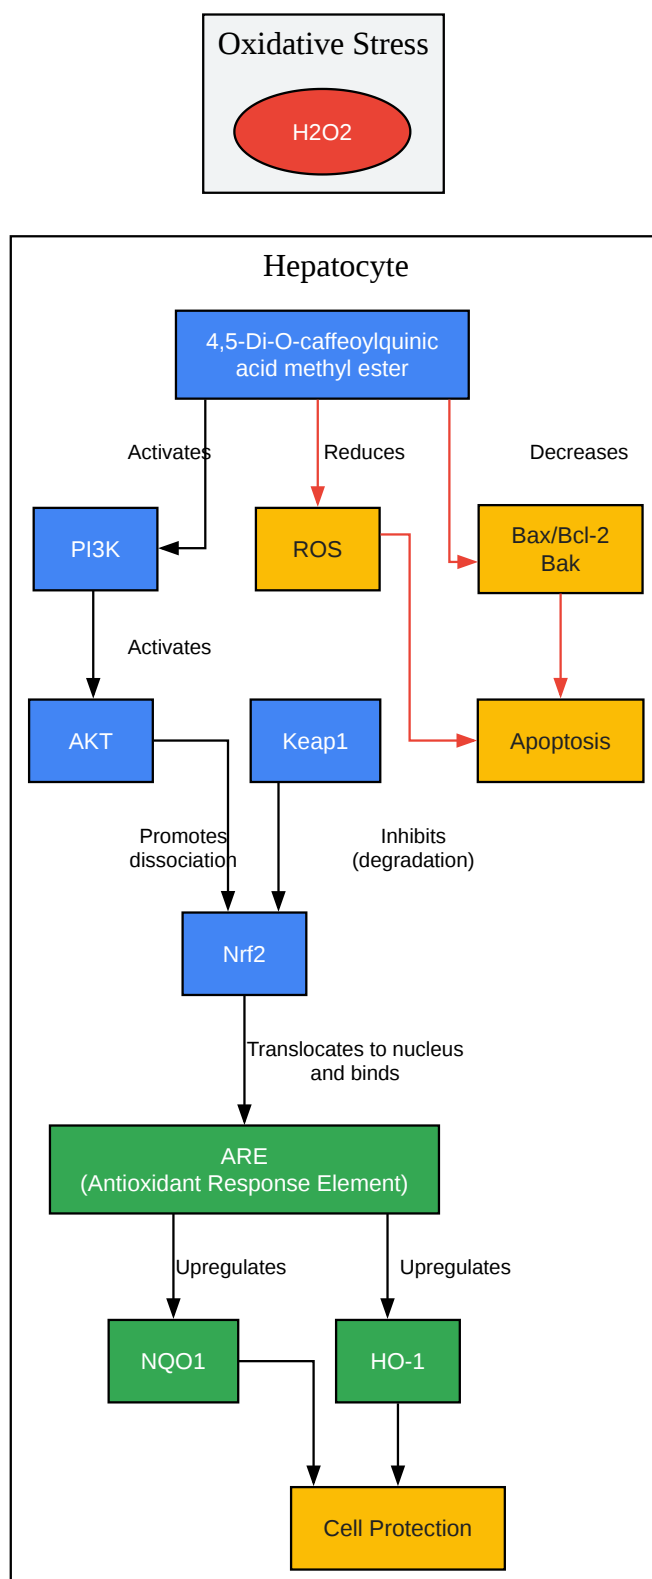 Oxidative Stress
H2O2
Hepatocyte
4,5-Di-O-caffeoylquinic
acid methyl ester
Activates
Reduces
Decreases
PI3K
ROS
Bax/Bcl-2
Bak
Activates
AKT
Keap1
Apoptosis
Promotes
dissociation
Inhibits
(degradation)
Nrf2
Translocates to nucleus
and binds
ARE
(Antioxidant Response Element)
Upregulates
Upregulates
NQO1
HO-1
Cell Protection